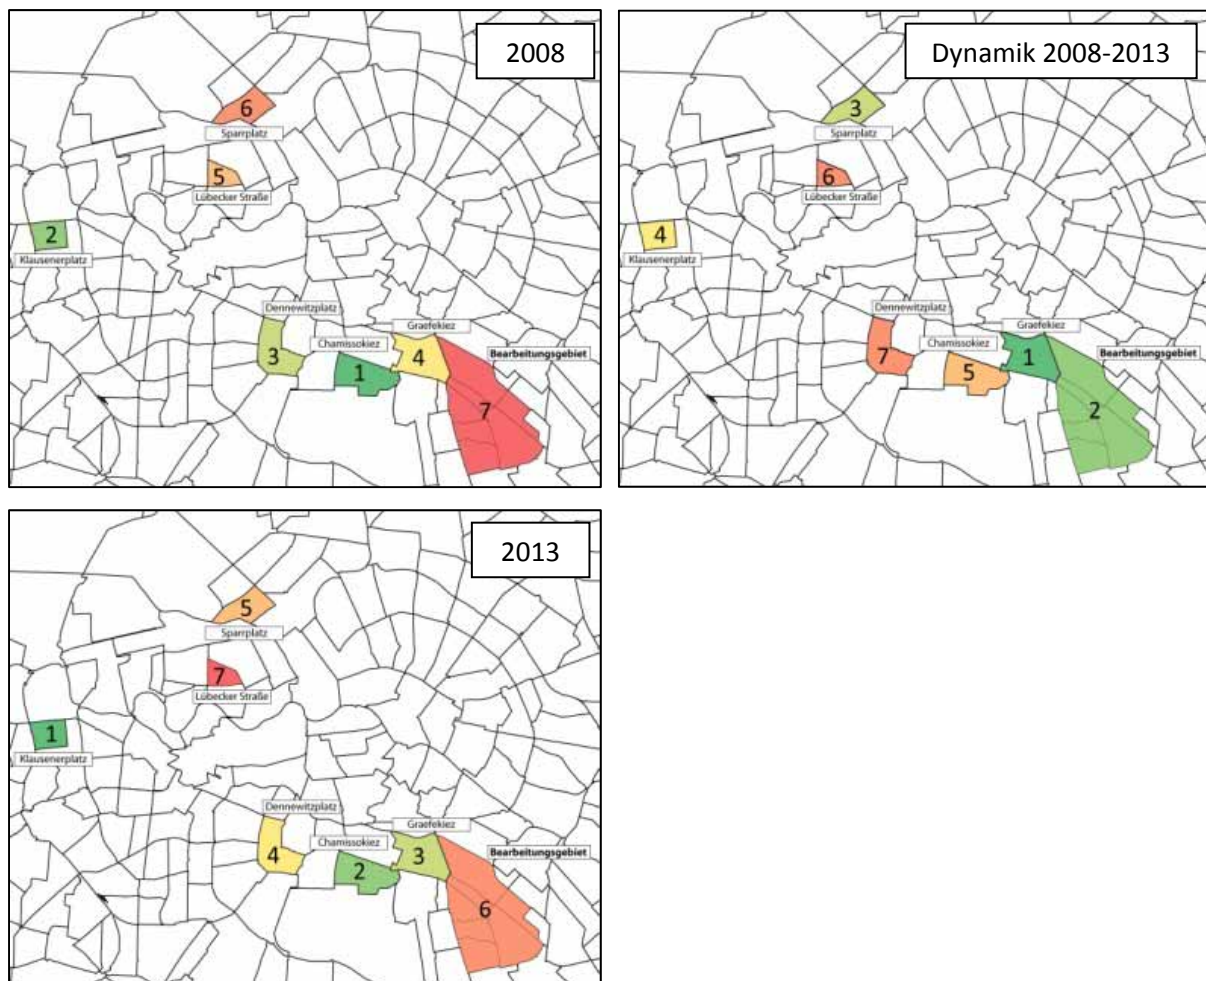 2008
6
Sparrplatz
5
Lübecker Straße
2
Klausenerplatz
Dennewitzplatz
Graefekiez
Chamissokiez
Bearbeitungsgebiet
3
1
4
7
Dynamik 2008-2013
3
Sparrplatz
6
Lübecker Straße
4
Klausenerplatz
Dennewitzplatz
Graefekiez
Chamissokiez
Bearbeitungsgebiet
7
5
1
2
2013
5
Sparrplatz
7
Lübecker Straße
1
Klausenerplatz
Dennewitzplatz
Graefekiez
Chamissokiez
Bearbeitungsgebiet
4
2
3
6